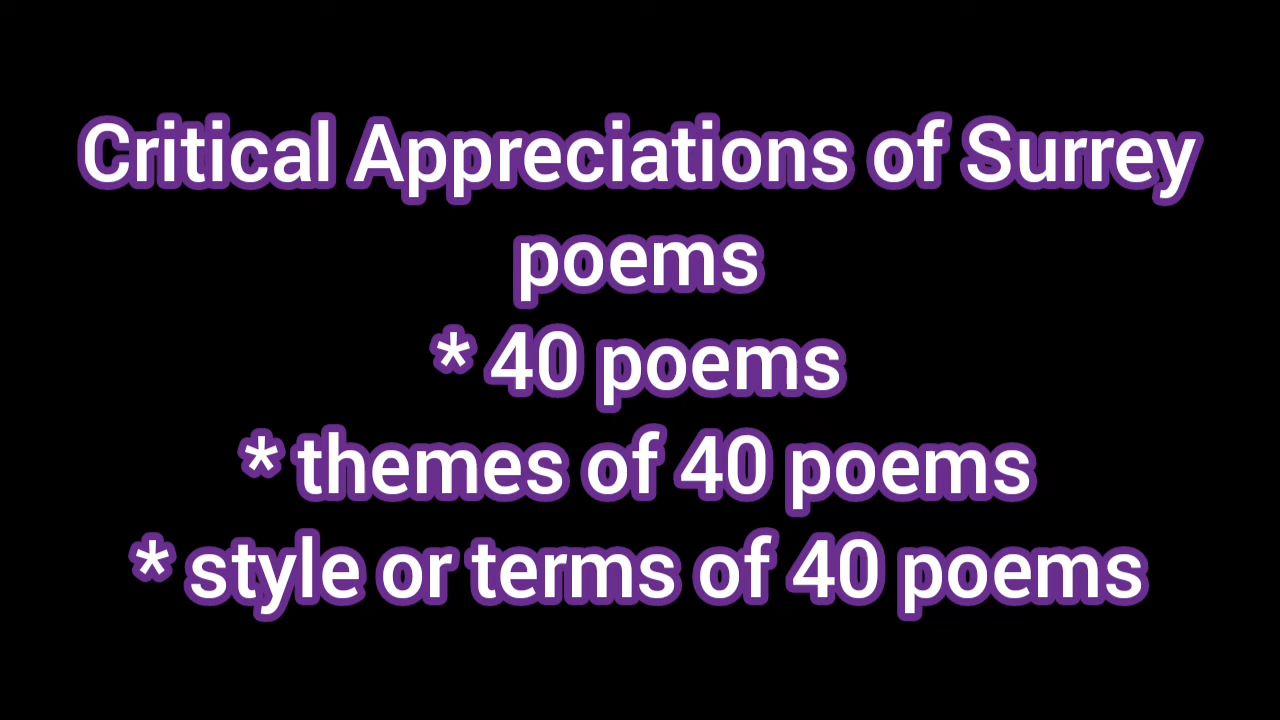 Critical Appreciations of Surrey
poems
* 40 poems
* themes of 40 poems
* style or terms of 40 poems